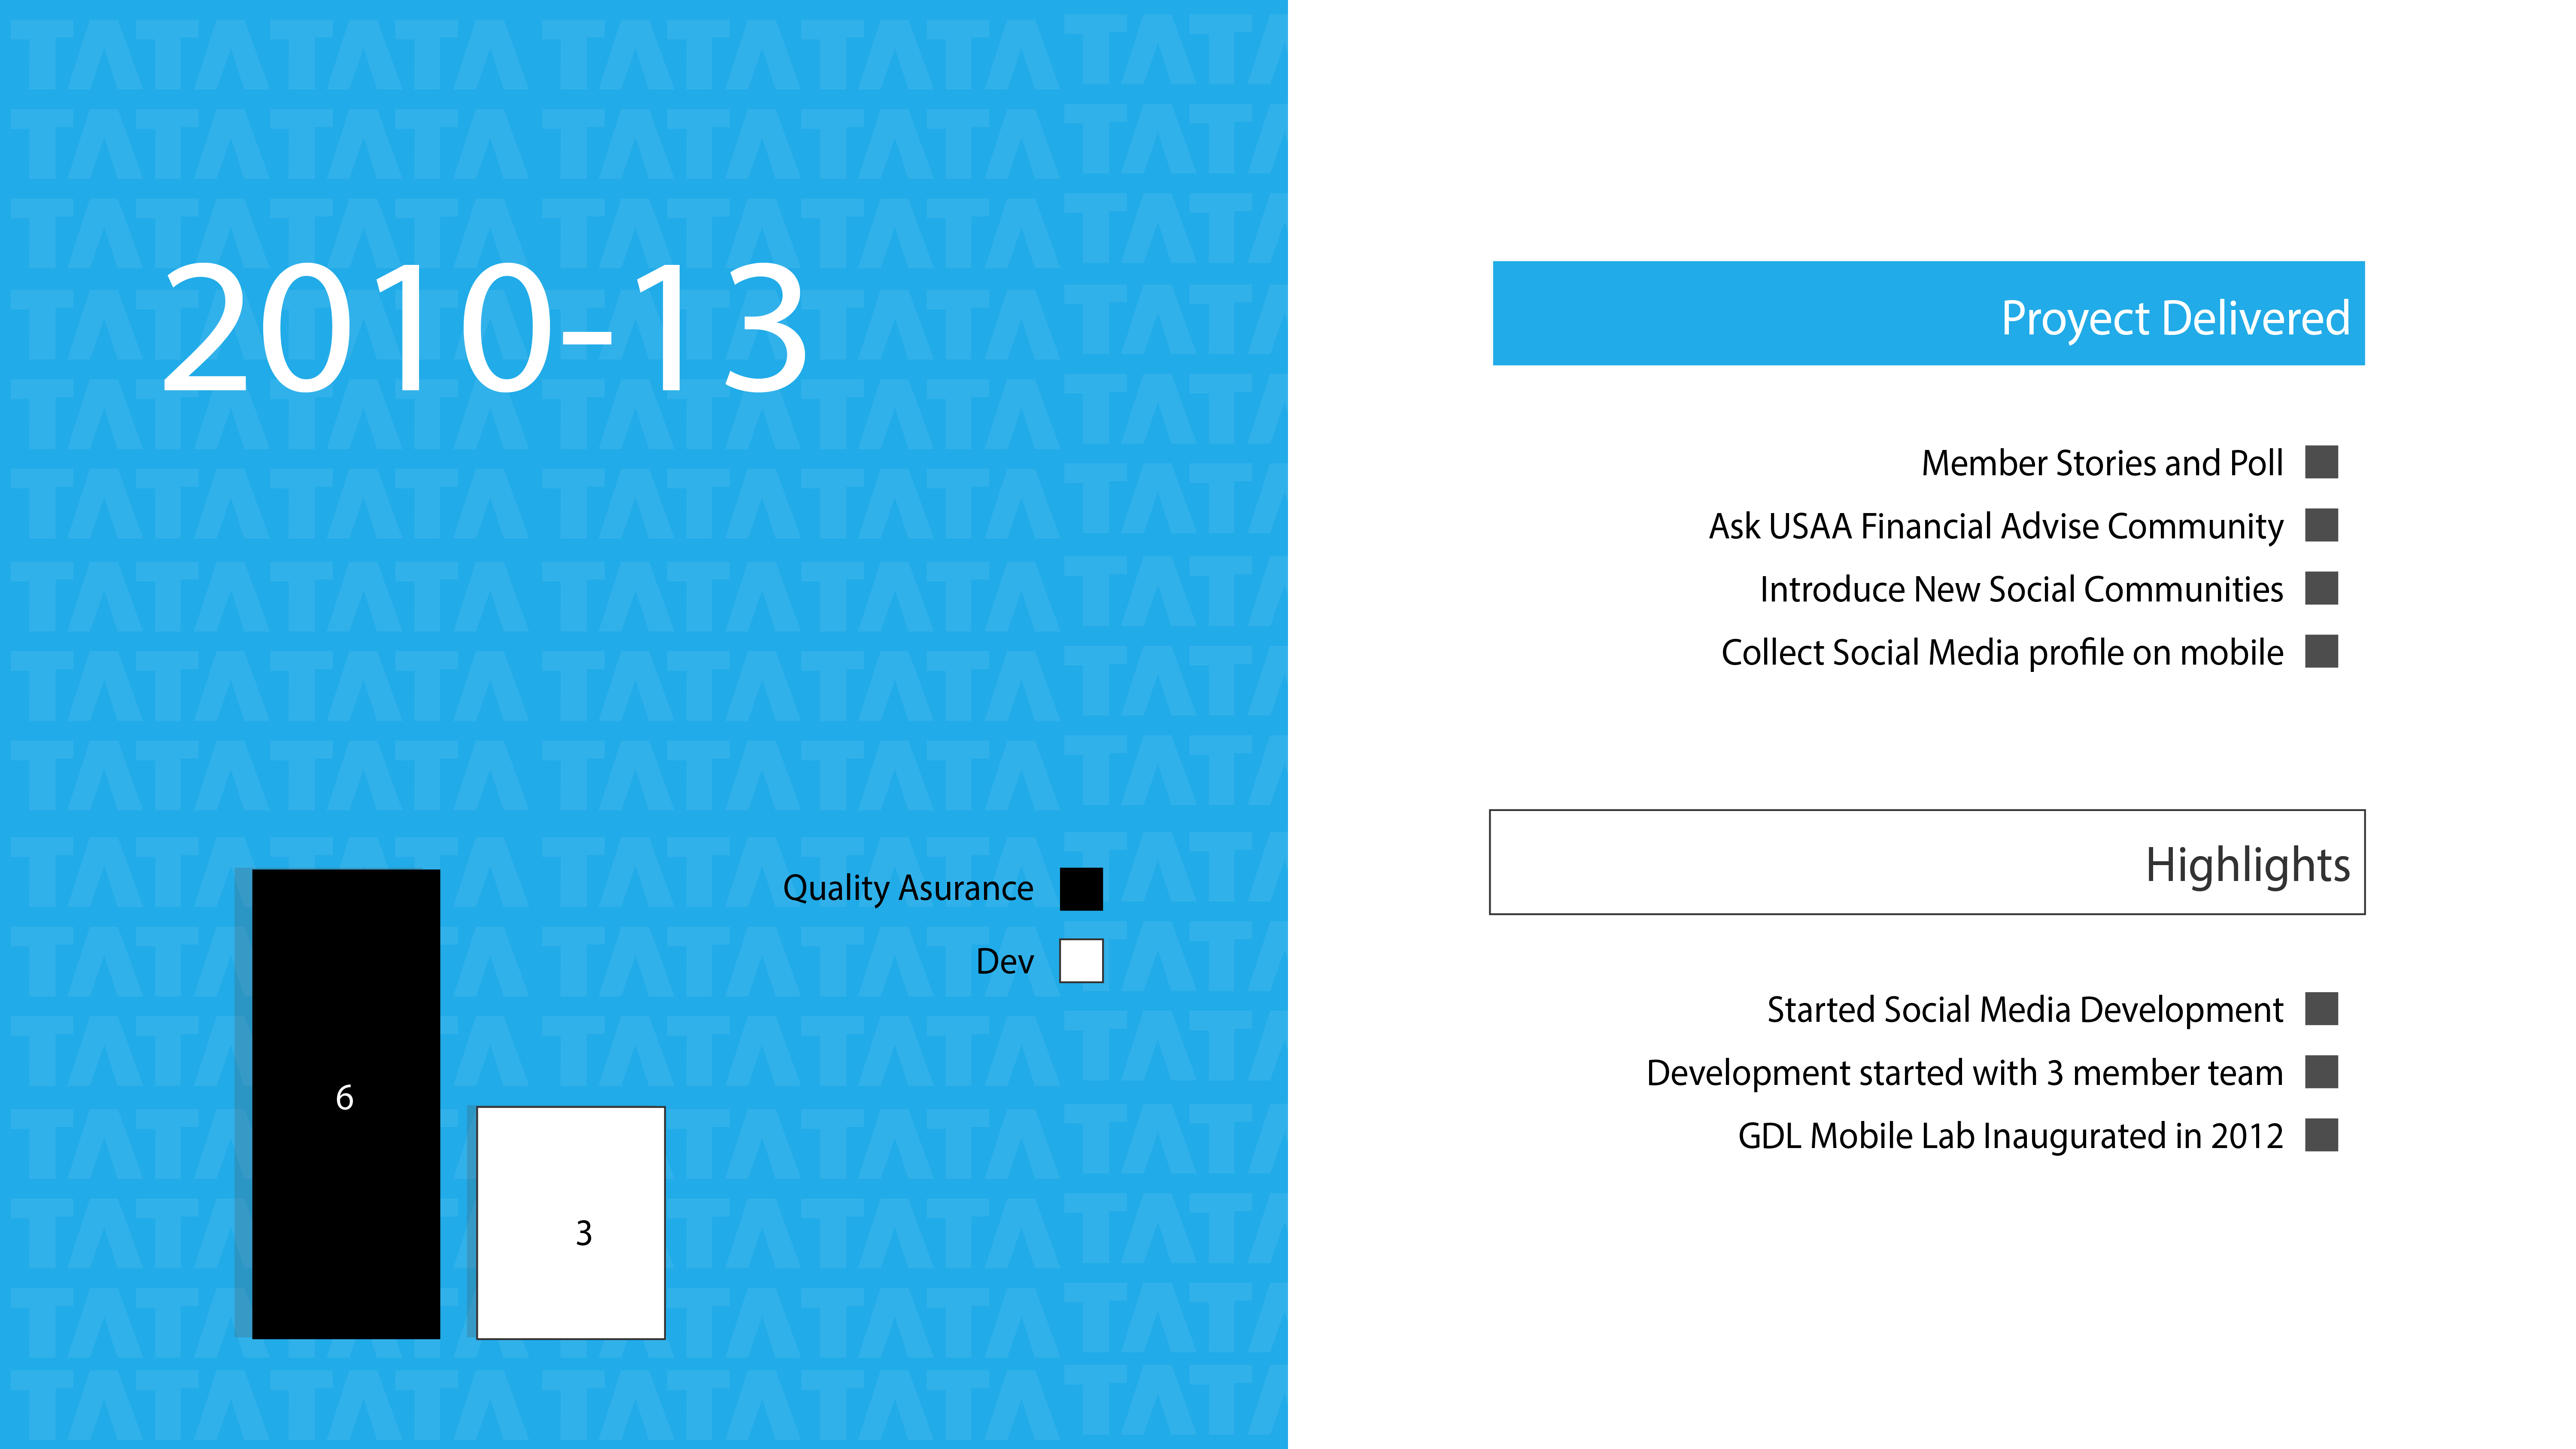 2010-13
Quality Asurance
Dev
6
3
Proyect Delivered
Member Stories and Poll
Ask USAA Financial Advise Community
Introduce New Social Communities
Collect Social Media profile on mobile
Highlights
Started Social Media Development
Development started with 3 member team
GDL Mobile Lab Inaugurated in 2012